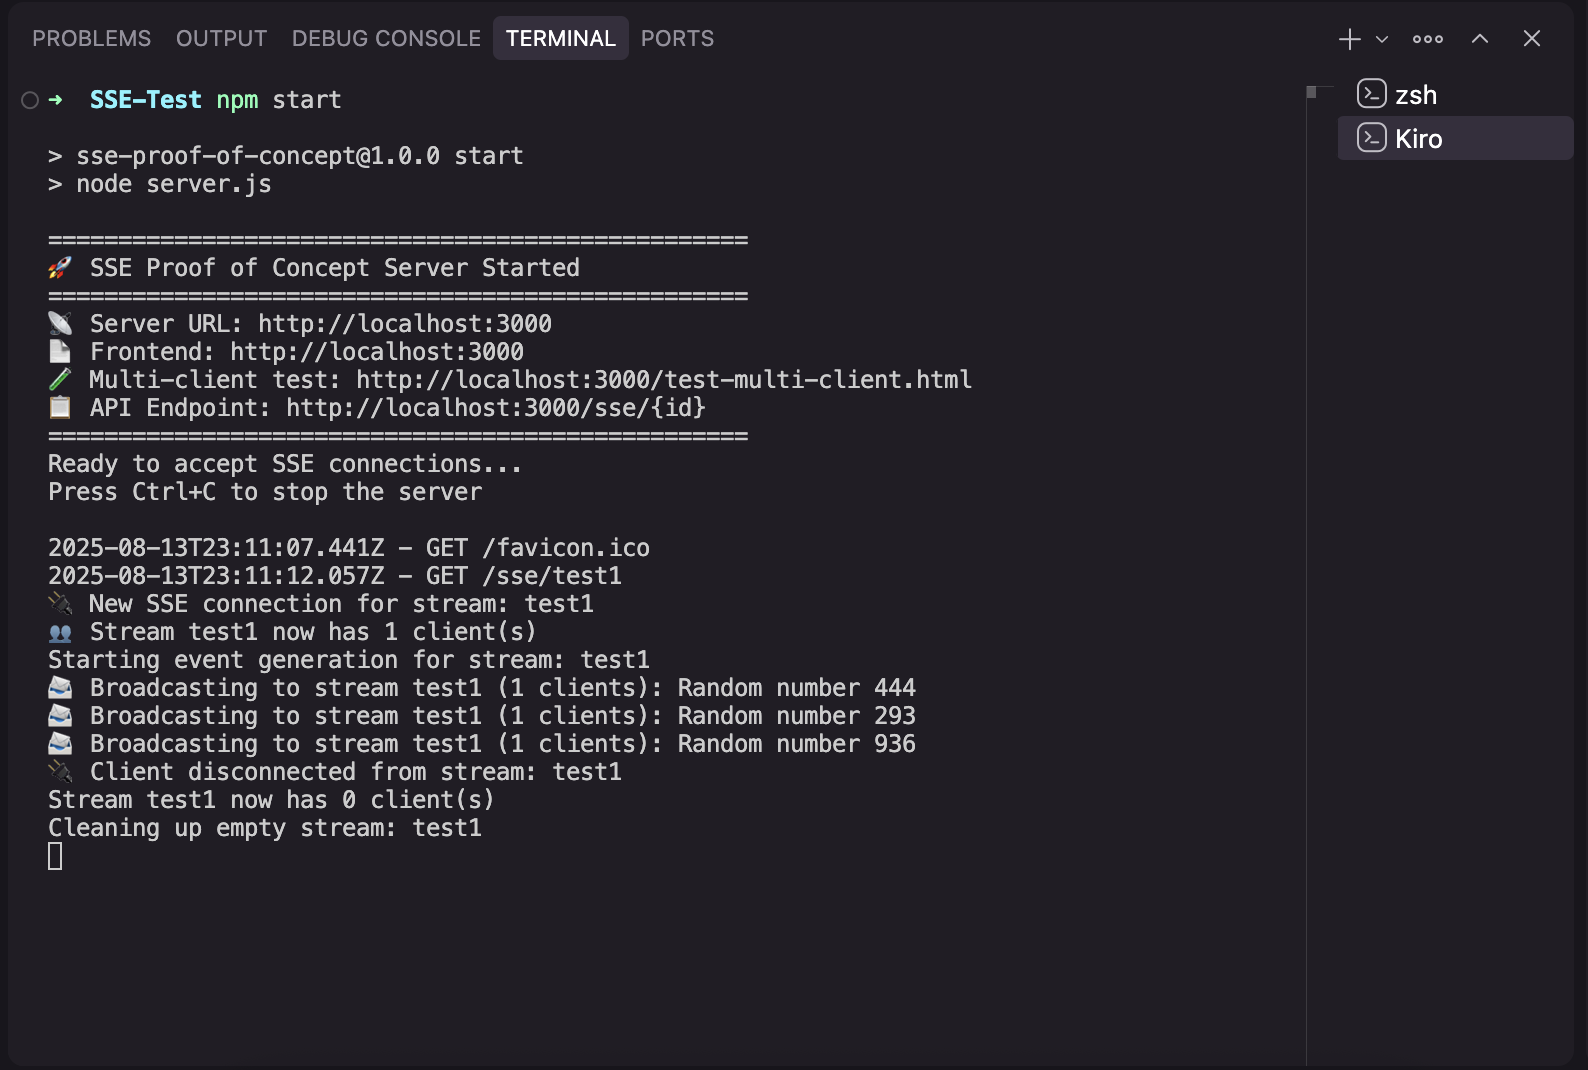 PROBLEMS OUTPUT DEBUG CONSOLE TERMINAL PORTS
➜ SSE-Test npm start
> sse-proof-of-concept@1.0.0 start
> node server.js
==================================================
🚀 SSE Proof of Concept Server Started
==================================================
📡 Server URL: http://localhost:3000
📄 Frontend: http://localhost:3000
🧪 Multi-client test: http://localhost:3000/test-multi-client.html
📋 API Endpoint: http://localhost:3000/sse/{id}
==================================================
Ready to accept SSE connections...
Press Ctrl+C to stop the server
2025-08-13T23:11:07.441Z - GET /favicon.ico
2025-08-13T23:11:12.057Z - GET /sse/test1
🔌 New SSE connection for stream: test1
👥 Stream test1 now has 1 client(s)
Starting event generation for stream: test1
📨 Broadcasting to stream test1 (1 clients): Random number 444
📨 Broadcasting to stream test1 (1 clients): Random number 293
📨 Broadcasting to stream test1 (1 clients): Random number 936
🔌 Client disconnected from stream: test1
Stream test1 now has 0 client(s)
Cleaning up empty stream: test1
zsh
Kiro